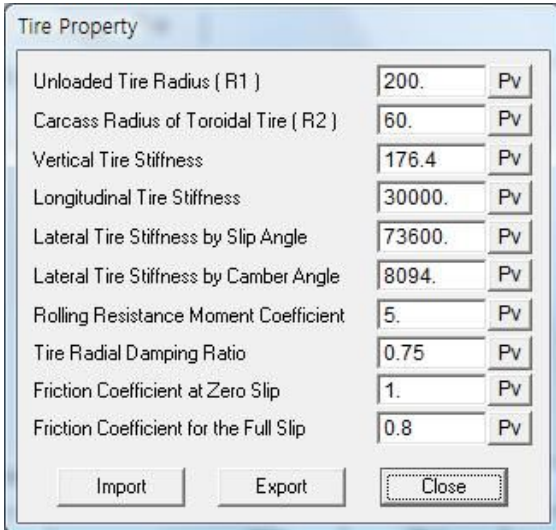 Tire Property
Unloaded Tire Radius ( R1 ) 200. Pv
Carcass Radius of Toroidal Tire ( R2 ) 60. Pv
Vertical Tire Stiffness 176.4 Pv
Longitudinal Tire Stiffness 30000. Pv
Lateral Tire Stiffness by Slip Angle 73600. Pv
Lateral Tire Stiffness by Camber Angle 8094. Pv
Rolling Resistance Moment Coefficient 5. Pv
Tire Radial Damping Ratio 0.75 Pv
Friction Coefficient at Zero Slip 1. Pv
Friction Coefficient for the Full Slip 0.8 Pv
Import Export Close